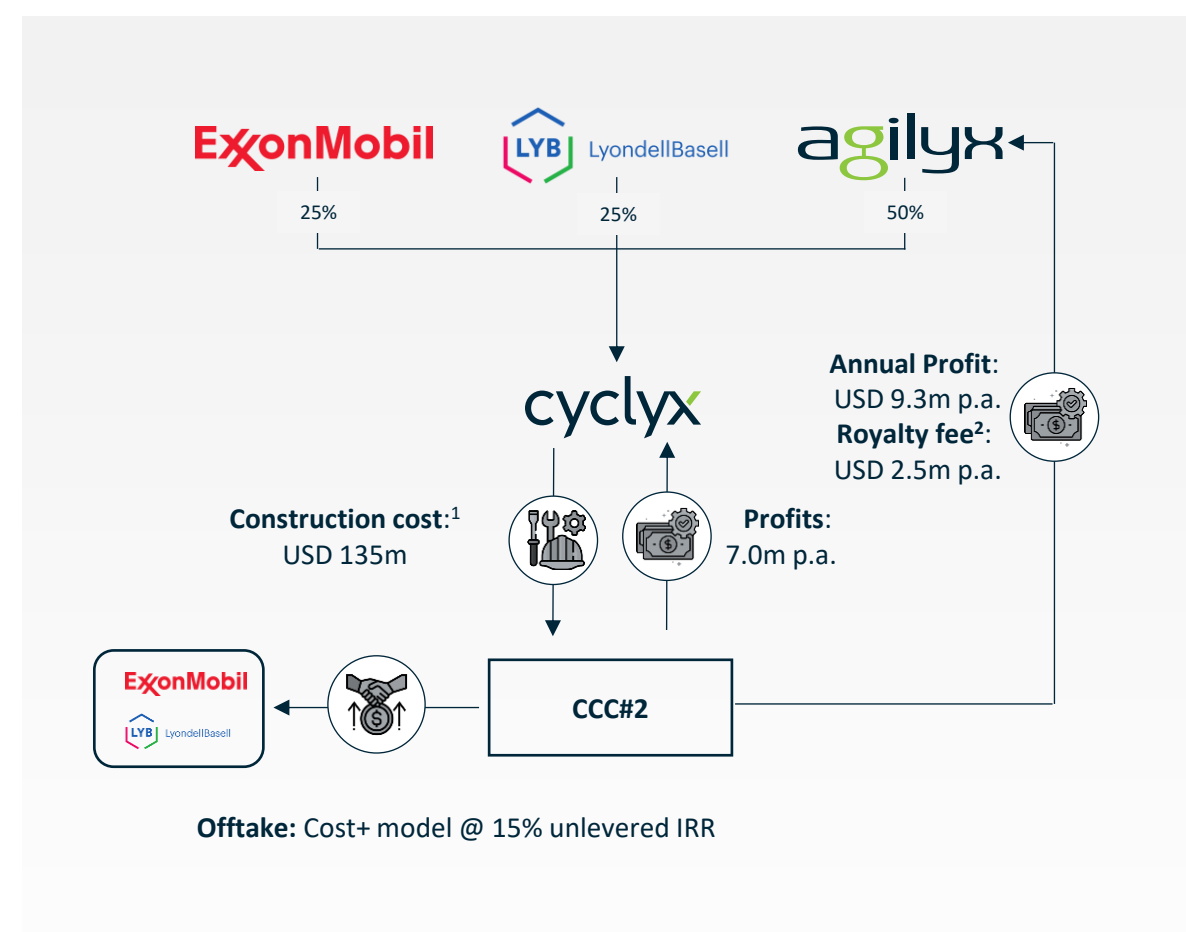 ExxonMobil
LYB LyondellBasell
agilyx
25%
25%
50%
cyclyx
Annual Profit:
USD 9.3m p.a.
Royalty fee²:
USD 2.5m p.a.
Construction cost:¹
USD 135m
Profits:
7.0m p.a.
ExxonMobil
LYB LyondellBasell
CCC#2
Offtake: Cost+ model @ 15% unlevered IRR